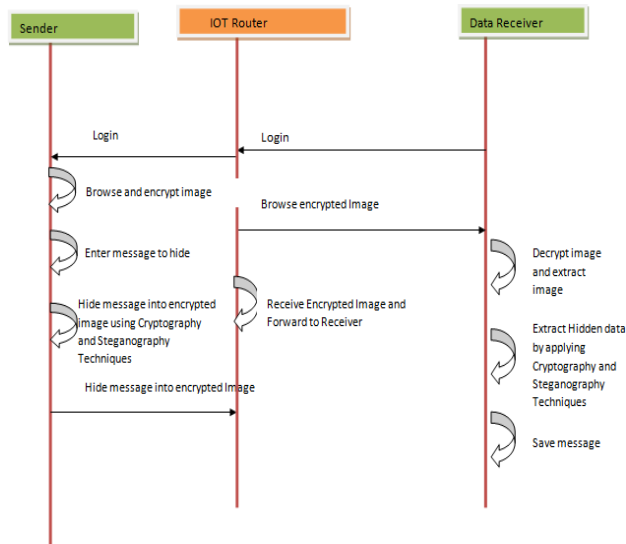 Sender
IOT Router
Data Receiver
Login
Login
Browse and encrypt image
Browse encrypted Image
Enter message to hide
Decrypt image
and extract
image
Hide message into encrypted
image using Cryptography
and Steganography
Techniques
Receive Encrypted Image and
Forward to Receiver
Extract Hidden data
by applying
Cryptography and
Steganography
Techniques
Hide message into encrypted Image
Save message